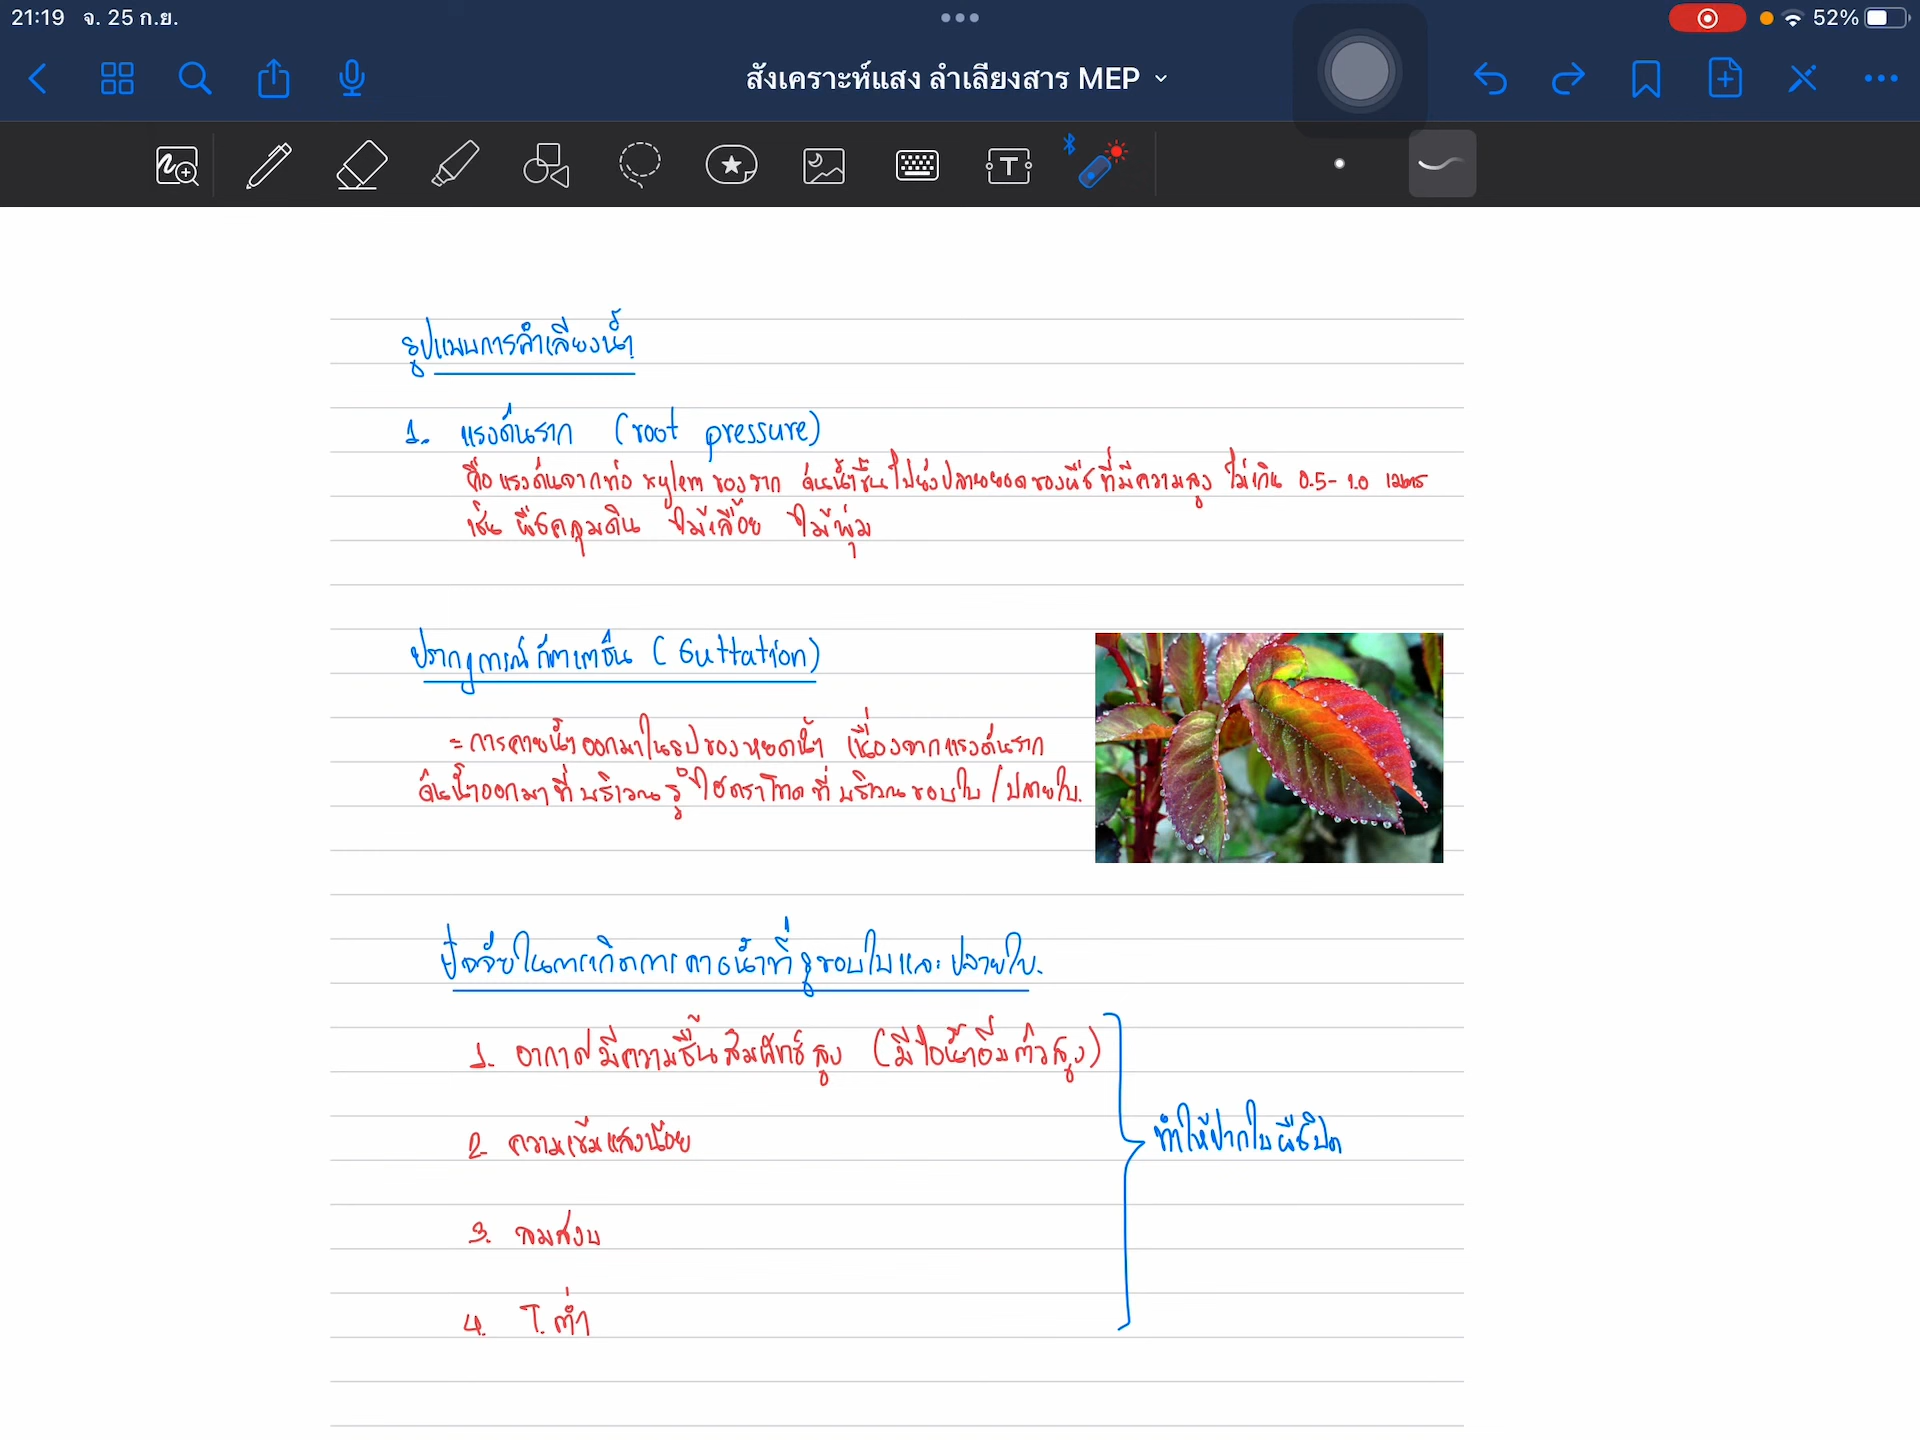 21:19 จ. 25 ก.ย.
52%
สังเคราะห์แสง ลำเลียงสาร MEP
รูปแบบการลำเลียงน้ำ
1. แรงดันราก (root pressure)
คือ แรงดันจากท่อ xylem ของราก ดันน้ำขึ้นไปยังปลายยอดของพืชที่มีความสูง ไม่เกิน 0.5- 1.0 เมตร
เช่น พืชคลุมดิน ไม้เลื้อย ไม้พุ่ม
ปรากฏการณ์กัตเตชัน (Guttation)
= การคายน้ำออกมาในรูปของหยดน้ำ เนื่องจากแรงดันราก
ดันน้ำออกมาที่บริเวณรูไฮดราโทดที่บริเวณขอบใบ / ปลายใบ.
ปัจจัยในการเกิดการคายน้ำที่รูขอบใบและปลายใบ.
1. อากาศมีความชื้นสัมพัทธ์สูง (มีไอน้ำอิ่มตัวสูง)
2. ความเข้มแสงน้อย
ทำให้ปากใบพืชปิด
3. ลมสงบ
4. T. ต่ำ